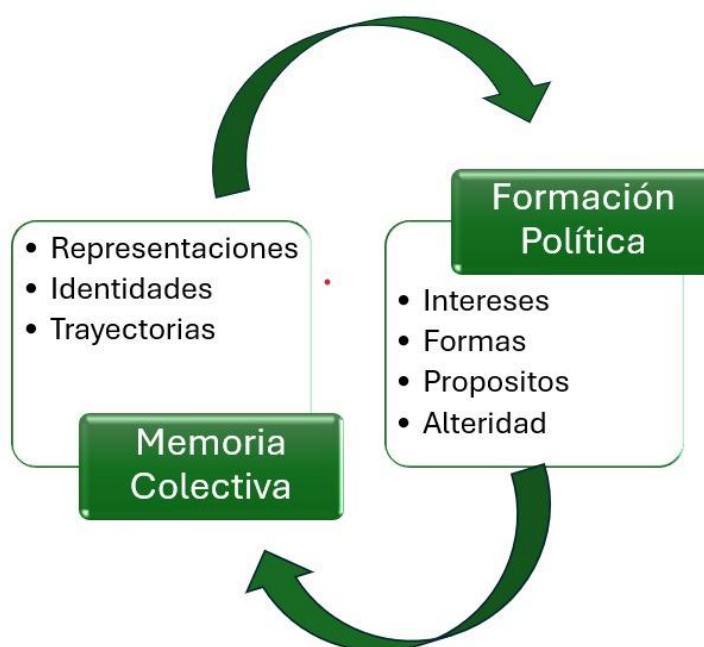 • Representaciones
• Identidades
• Trayectorias
Memoria
Colectiva
Formación
Política
• Intereses
• Formas
• Propositos
• Alteridad